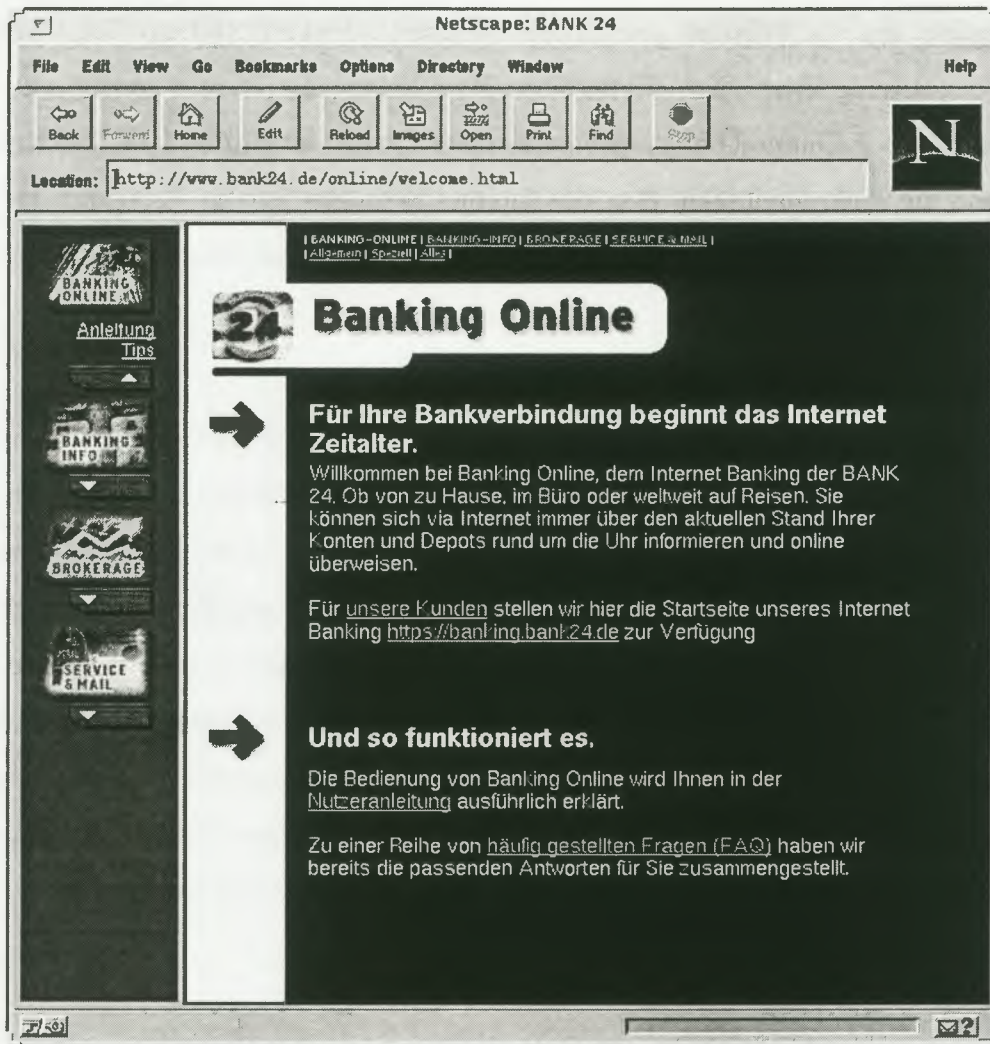 Netscape: BANK 24
File Edit View Go Bookmarks Options Directory Window Help
Back Forward Home Edit Reload Images Open Print Find Stop
N
Location: http://www.bank24.de/online/welcome.html
| BANKING-ONLINE | BANKING-INFO | BROKERAGE | SERVICE & MAIL |
| Allgemein | Speziell | Alles |
BANKING
ONLINE
Anleitung
Tips
BANKING
INFO
BROKERAGE
SERVICE
& MAIL
24 Banking Online
Für Ihre Bankverbindung beginnt das Internet
Zeitalter.
Willkommen bei Banking Online, dem Internet Banking der BANK
24. Ob von zu Hause, im Büro oder weltweit auf Reisen. Sie
können sich via Internet immer über den aktuellen Stand Ihrer
Konten und Depots rund um die Uhr informieren und online
überweisen.
Für unsere Kunden stellen wir hier die Startseite unseres Internet
Banking https://banking.bank24.de zur Verfügung
Und so funktioniert es.
Die Bedienung von Banking Online wird Ihnen in der
Nutzeranleitung ausführlich erklärt.
Zu einer Reihe von häufig gestellten Fragen (FAQ) haben wir
bereits die passenden Antworten für Sie zusammengestellt.
?